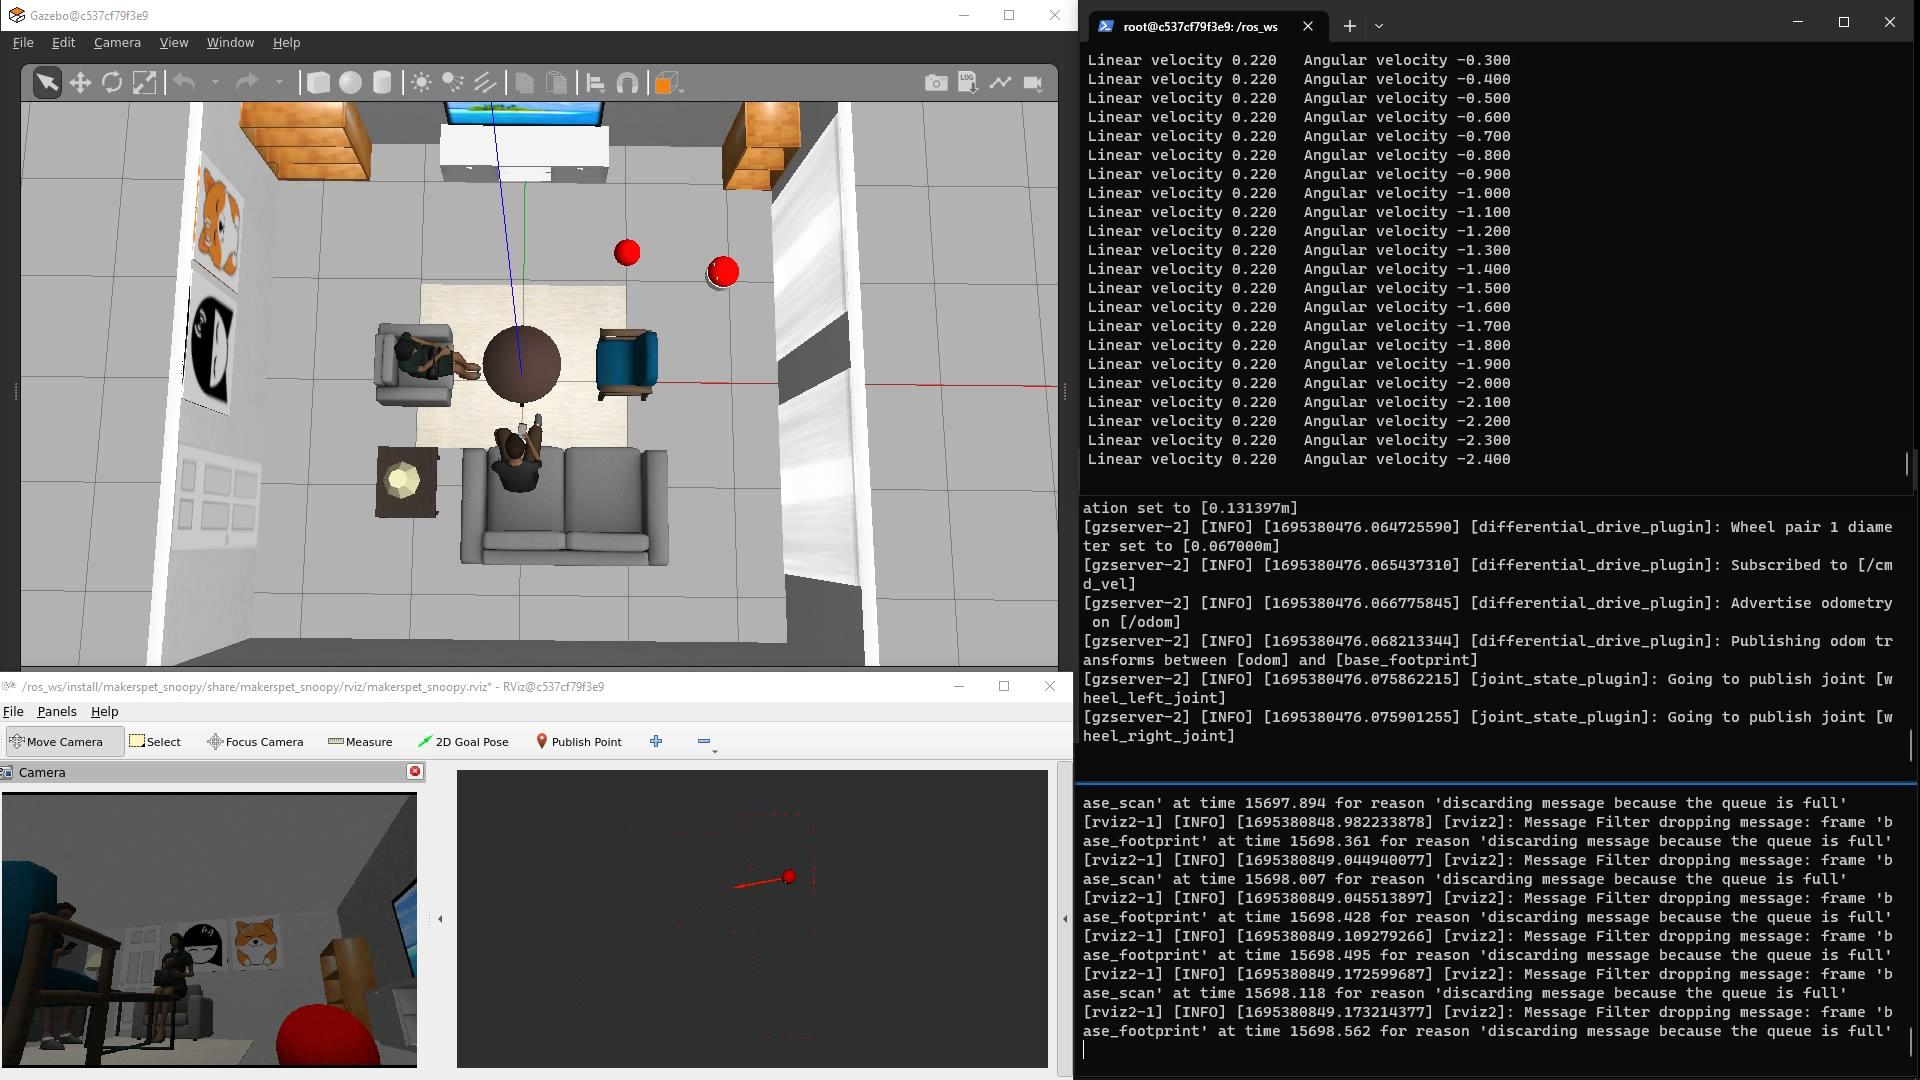 Gazebo@c537cf79f3e9
File Edit Camera View Window Help
LOG
/ros_ws/install/makerspet_snoopy/share/makerspet_snoopy/rviz/makerspet_snoopy.rviz* - RViz@c537cf79f3e9
File Panels Help
Move Camera Select Focus Camera Measure 2D Goal Pose Publish Point
Camera
root@c537cf79f3e9: /ros_ws
Linear velocity 0.220 Angular velocity -0.300
Linear velocity 0.220 Angular velocity -0.400
Linear velocity 0.220 Angular velocity -0.500
Linear velocity 0.220 Angular velocity -0.600
Linear velocity 0.220 Angular velocity -0.700
Linear velocity 0.220 Angular velocity -0.800
Linear velocity 0.220 Angular velocity -0.900
Linear velocity 0.220 Angular velocity -1.000
Linear velocity 0.220 Angular velocity -1.100
Linear velocity 0.220 Angular velocity -1.200
Linear velocity 0.220 Angular velocity -1.300
Linear velocity 0.220 Angular velocity -1.400
Linear velocity 0.220 Angular velocity -1.500
Linear velocity 0.220 Angular velocity -1.600
Linear velocity 0.220 Angular velocity -1.700
Linear velocity 0.220 Angular velocity -1.800
Linear velocity 0.220 Angular velocity -1.900
Linear velocity 0.220 Angular velocity -2.000
Linear velocity 0.220 Angular velocity -2.100
Linear velocity 0.220 Angular velocity -2.200
Linear velocity 0.220 Angular velocity -2.300
Linear velocity 0.220 Angular velocity -2.400
ation set to [0.131397m]
[gzserver-2] [INFO] [1695380476.064725590] [differential_drive_plugin]: Wheel pair 1 diame
ter set to [0.067000m]
[gzserver-2] [INFO] [1695380476.065437310] [differential_drive_plugin]: Subscribed to [/cm
d_vel]
[gzserver-2] [INFO] [1695380476.066775845] [differential_drive_plugin]: Advertise odometry
on [/odom]
[gzserver-2] [INFO] [1695380476.068213344] [differential_drive_plugin]: Publishing odom tr
ansforms between [odom] and [base_footprint]
[gzserver-2] [INFO] [1695380476.075862215] [joint_state_plugin]: Going to publish joint [w
heel_left_joint]
[gzserver-2] [INFO] [1695380476.075901255] [joint_state_plugin]: Going to publish joint [w
heel_right_joint]
ase_scan' at time 15697.894 for reason 'discarding message because the queue is full'
[rviz2-1] [INFO] [1695380848.982233878] [rviz2]: Message Filter dropping message: frame 'b
ase_footprint' at time 15698.361 for reason 'discarding message because the queue is full'
[rviz2-1] [INFO] [1695380849.044940077] [rviz2]: Message Filter dropping message: frame 'b
ase_scan' at time 15698.007 for reason 'discarding message because the queue is full'
[rviz2-1] [INFO] [1695380849.045513897] [rviz2]: Message Filter dropping message: frame 'b
ase_footprint' at time 15698.428 for reason 'discarding message because the queue is full'
[rviz2-1] [INFO] [1695380849.109279266] [rviz2]: Message Filter dropping message: frame 'b
ase_footprint' at time 15698.495 for reason 'discarding message because the queue is full'
[rviz2-1] [INFO] [1695380849.172599687] [rviz2]: Message Filter dropping message: frame 'b
ase_scan' at time 15698.118 for reason 'discarding message because the queue is full'
[rviz2-1] [INFO] [1695380849.173214377] [rviz2]: Message Filter dropping message: frame 'b
ase_footprint' at time 15698.562 for reason 'discarding message because the queue is full'